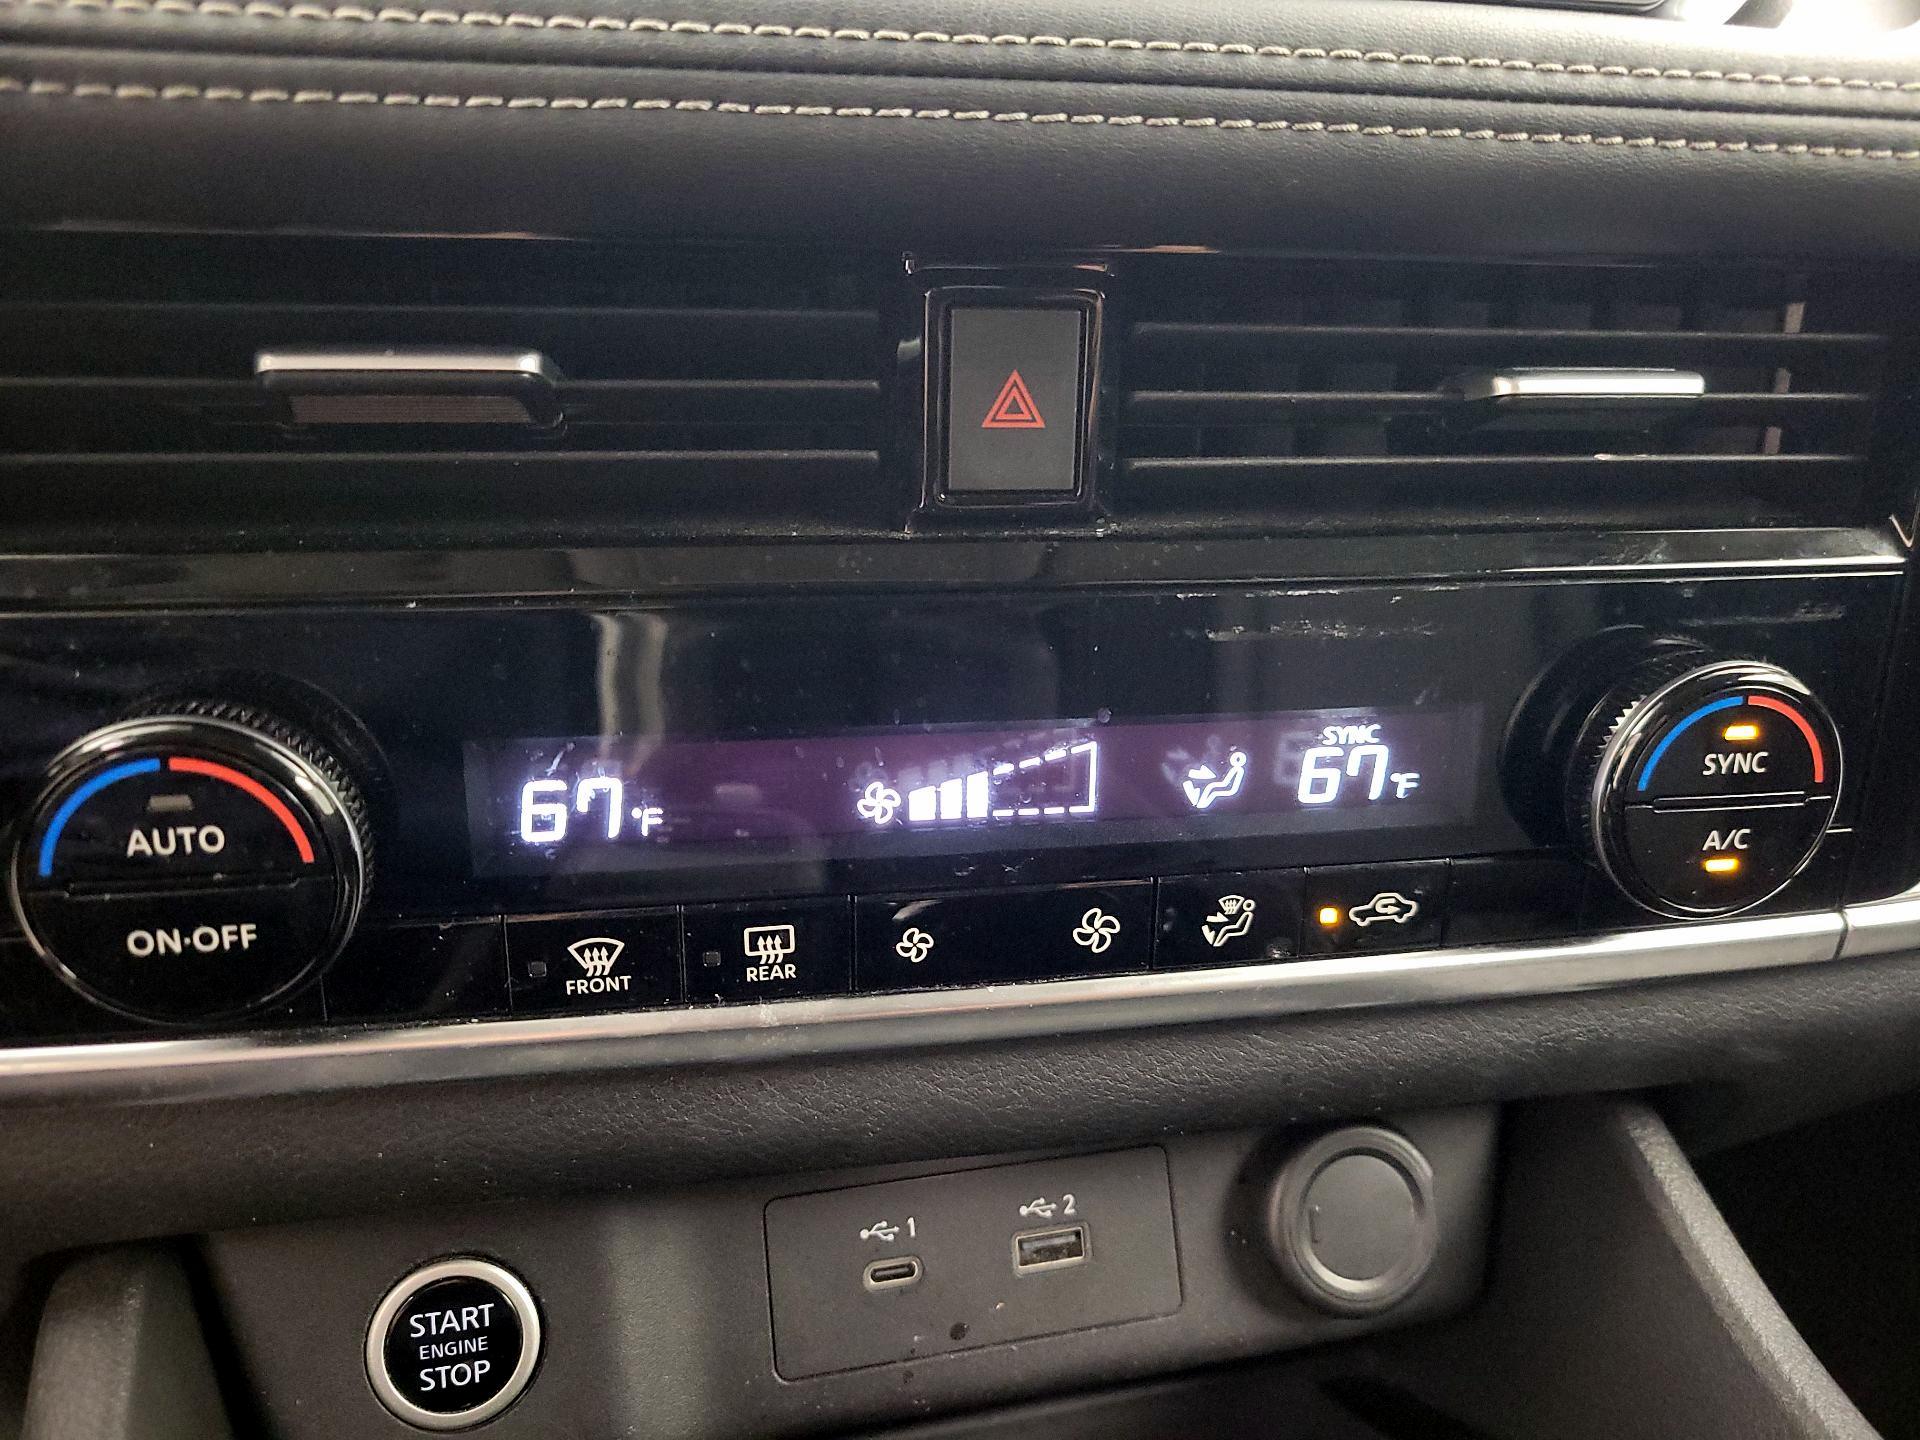 SYNC
67°F
67°F
SYNC
A/C
AUTO
ON·OFF
FRONT
REAR
1
2
START
ENGINE
STOP